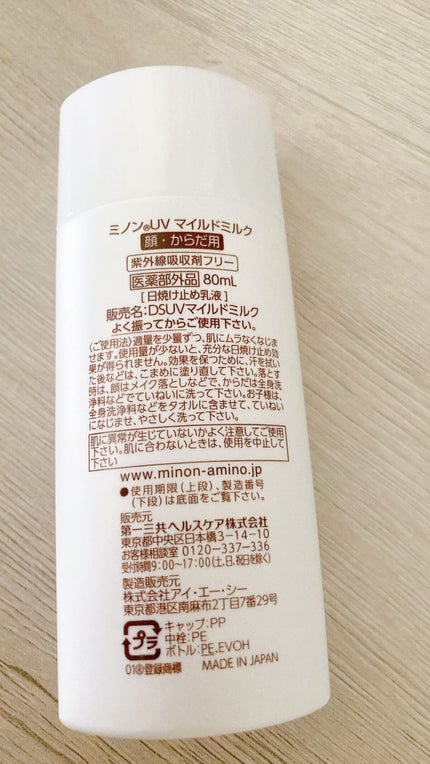 ミノン®UV マイルドミルク
顔・からだ用
紫外線吸収剤フリー
医薬部外品 80mL
[日焼け止め乳液]
販売名:DSUVマイルドミルク
よく振ってからご使用下さい。
〈ご使用法〉適量を少量ずつ、肌にムラなくなじま
せます。使用量が少ないと、充分な日焼け止め効
果が得られません。効果を保つために、汗を拭い
た後などは、こまめに塗り直して下さい。落とす
時は、顔はメイク落としなどで、からだは全身洗
浄料などでていねいに洗って下さい。お子様は、
全身洗浄料などをタオルに含ませて、ていねい
になじませ、やさしく洗って下さい。
肌に異常が生じていないかよく注意してご使用
下さい。肌に合わないときは、使用を中止して
下さい
www.minon-amino.jp
●使用期限(上段)、製造番号
(下段)は底面をご覧下さい。
販売元
第一三共ヘルスケア株式会社
東京都中央区日本橋3-14-10
お客様相談室 0120-337-336
受付時間9:00~17:00(土、日、祝日を除く)
製造販売元
株式会社アイ・エー・シー
東京都港区南麻布2丁目7番29号
プラ
キャップ:PP
中栓:PE
ボトル:PE,EVOH
01㊣登録商標 MADE IN JAPAN